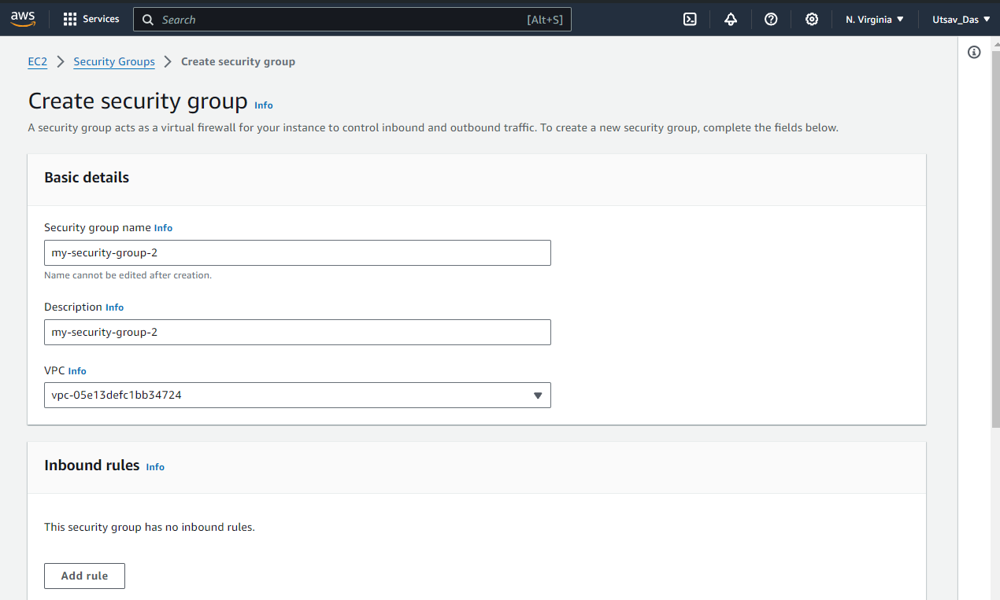 aws Services Search [Alt+S] N. Virginia Utsav_Das
EC2 Security Groups Create security group
Create security group Info
A security group acts as a virtual firewall for your instance to control inbound and outbound traffic. To create a new security group, complete the fields below.
Basic details
Security group name Info
my-security-group-2
Name cannot be edited after creation.
Description Info
my-security-group-2
VPC Info
vpc-05e13defc1bb34724
Inbound rules Info
This security group has no inbound rules.
Add rule